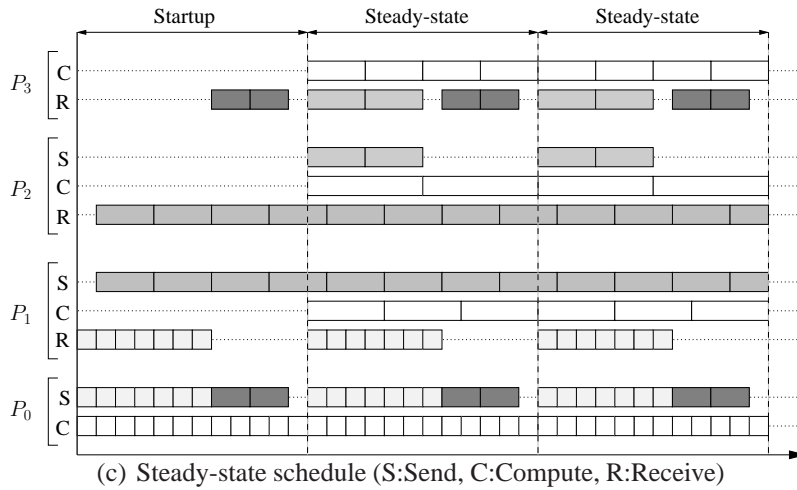 Startup Steady-state Steady-state
C
P3
R
S
P2 C
R
S
P1 C
R
S
P0
C
(c) Steady-state schedule (S:Send, C:Compute, R:Receive)